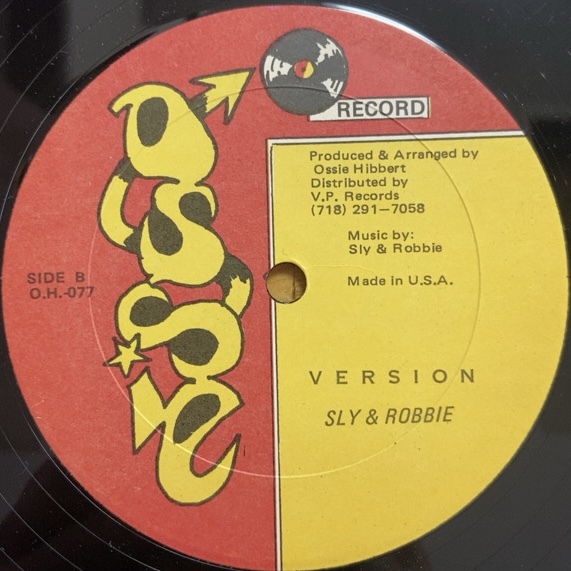 RECORD
Produced & Arranged by
Ossie Hibbert
Distributed by
V.P. Records
(718) 291-7058
Music by:
Sly & Robbie
Made in U.S.A.
SIDE B
O.H.-077
VERSION
SLY & ROBBIE